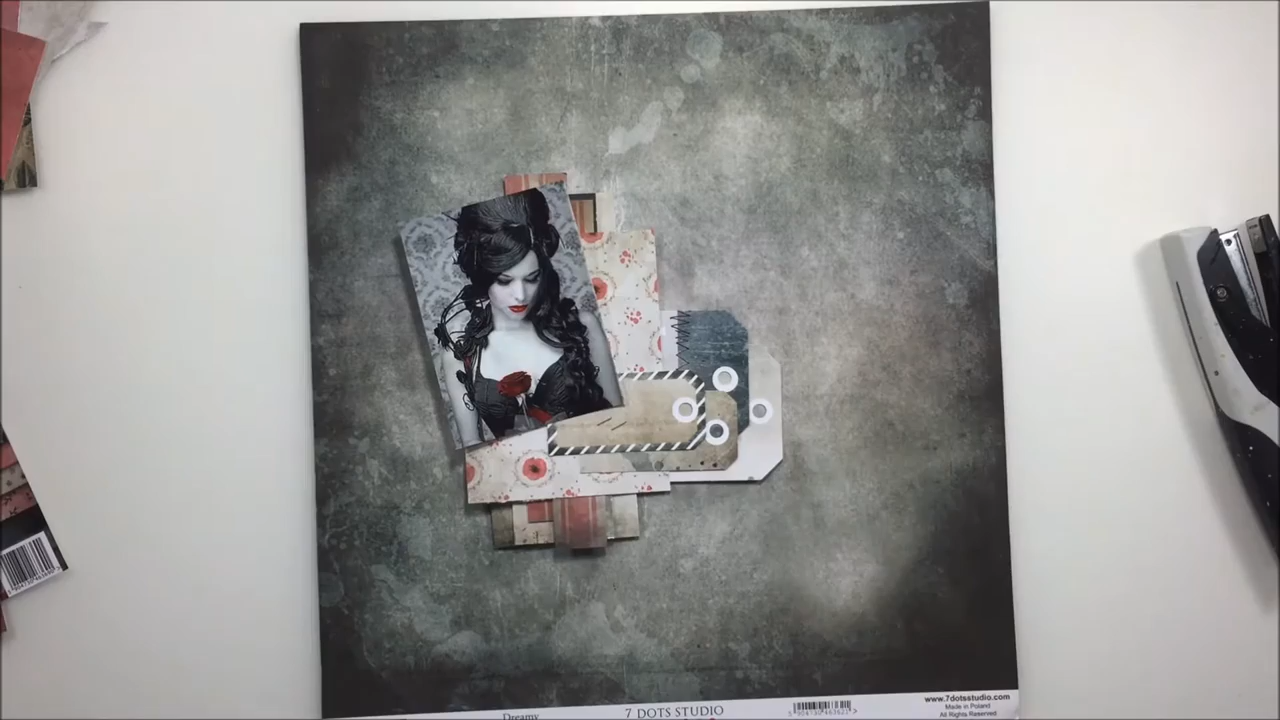 Dreamy
7 DOTS STUDIO
www.7dotsstudio.com
Made in Poland
All Rights Reserved